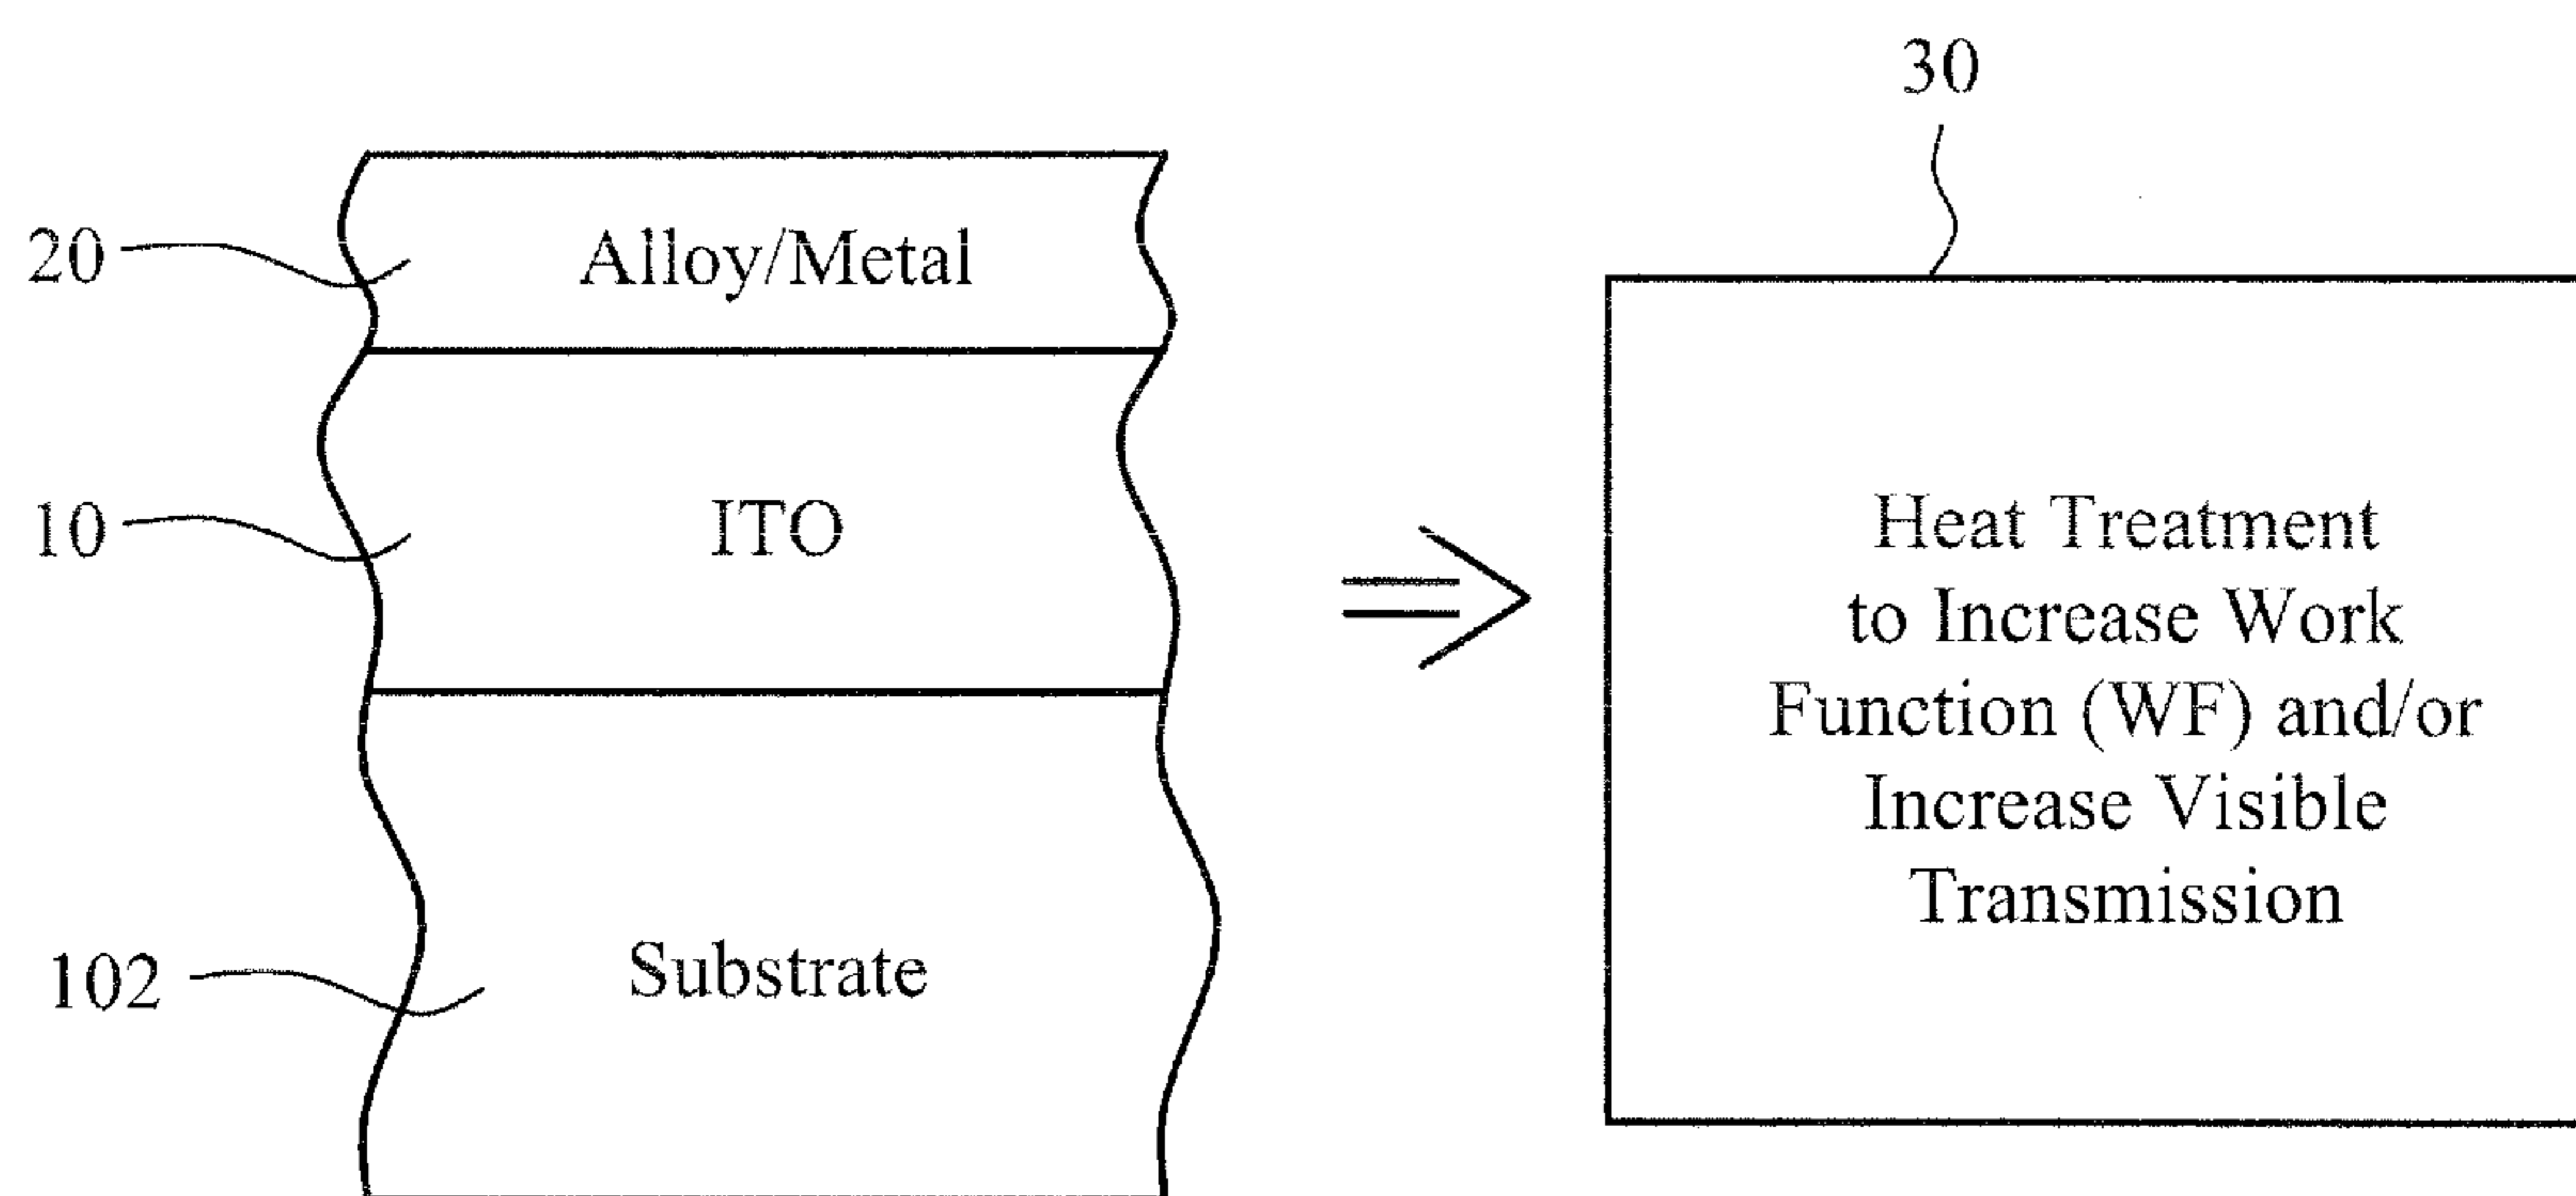 30
20
Alloy/Metal
10
ITO
102
Substrate
Heat Treatment
to Increase Work
Function (WF) and/or
Increase Visible
Transmission